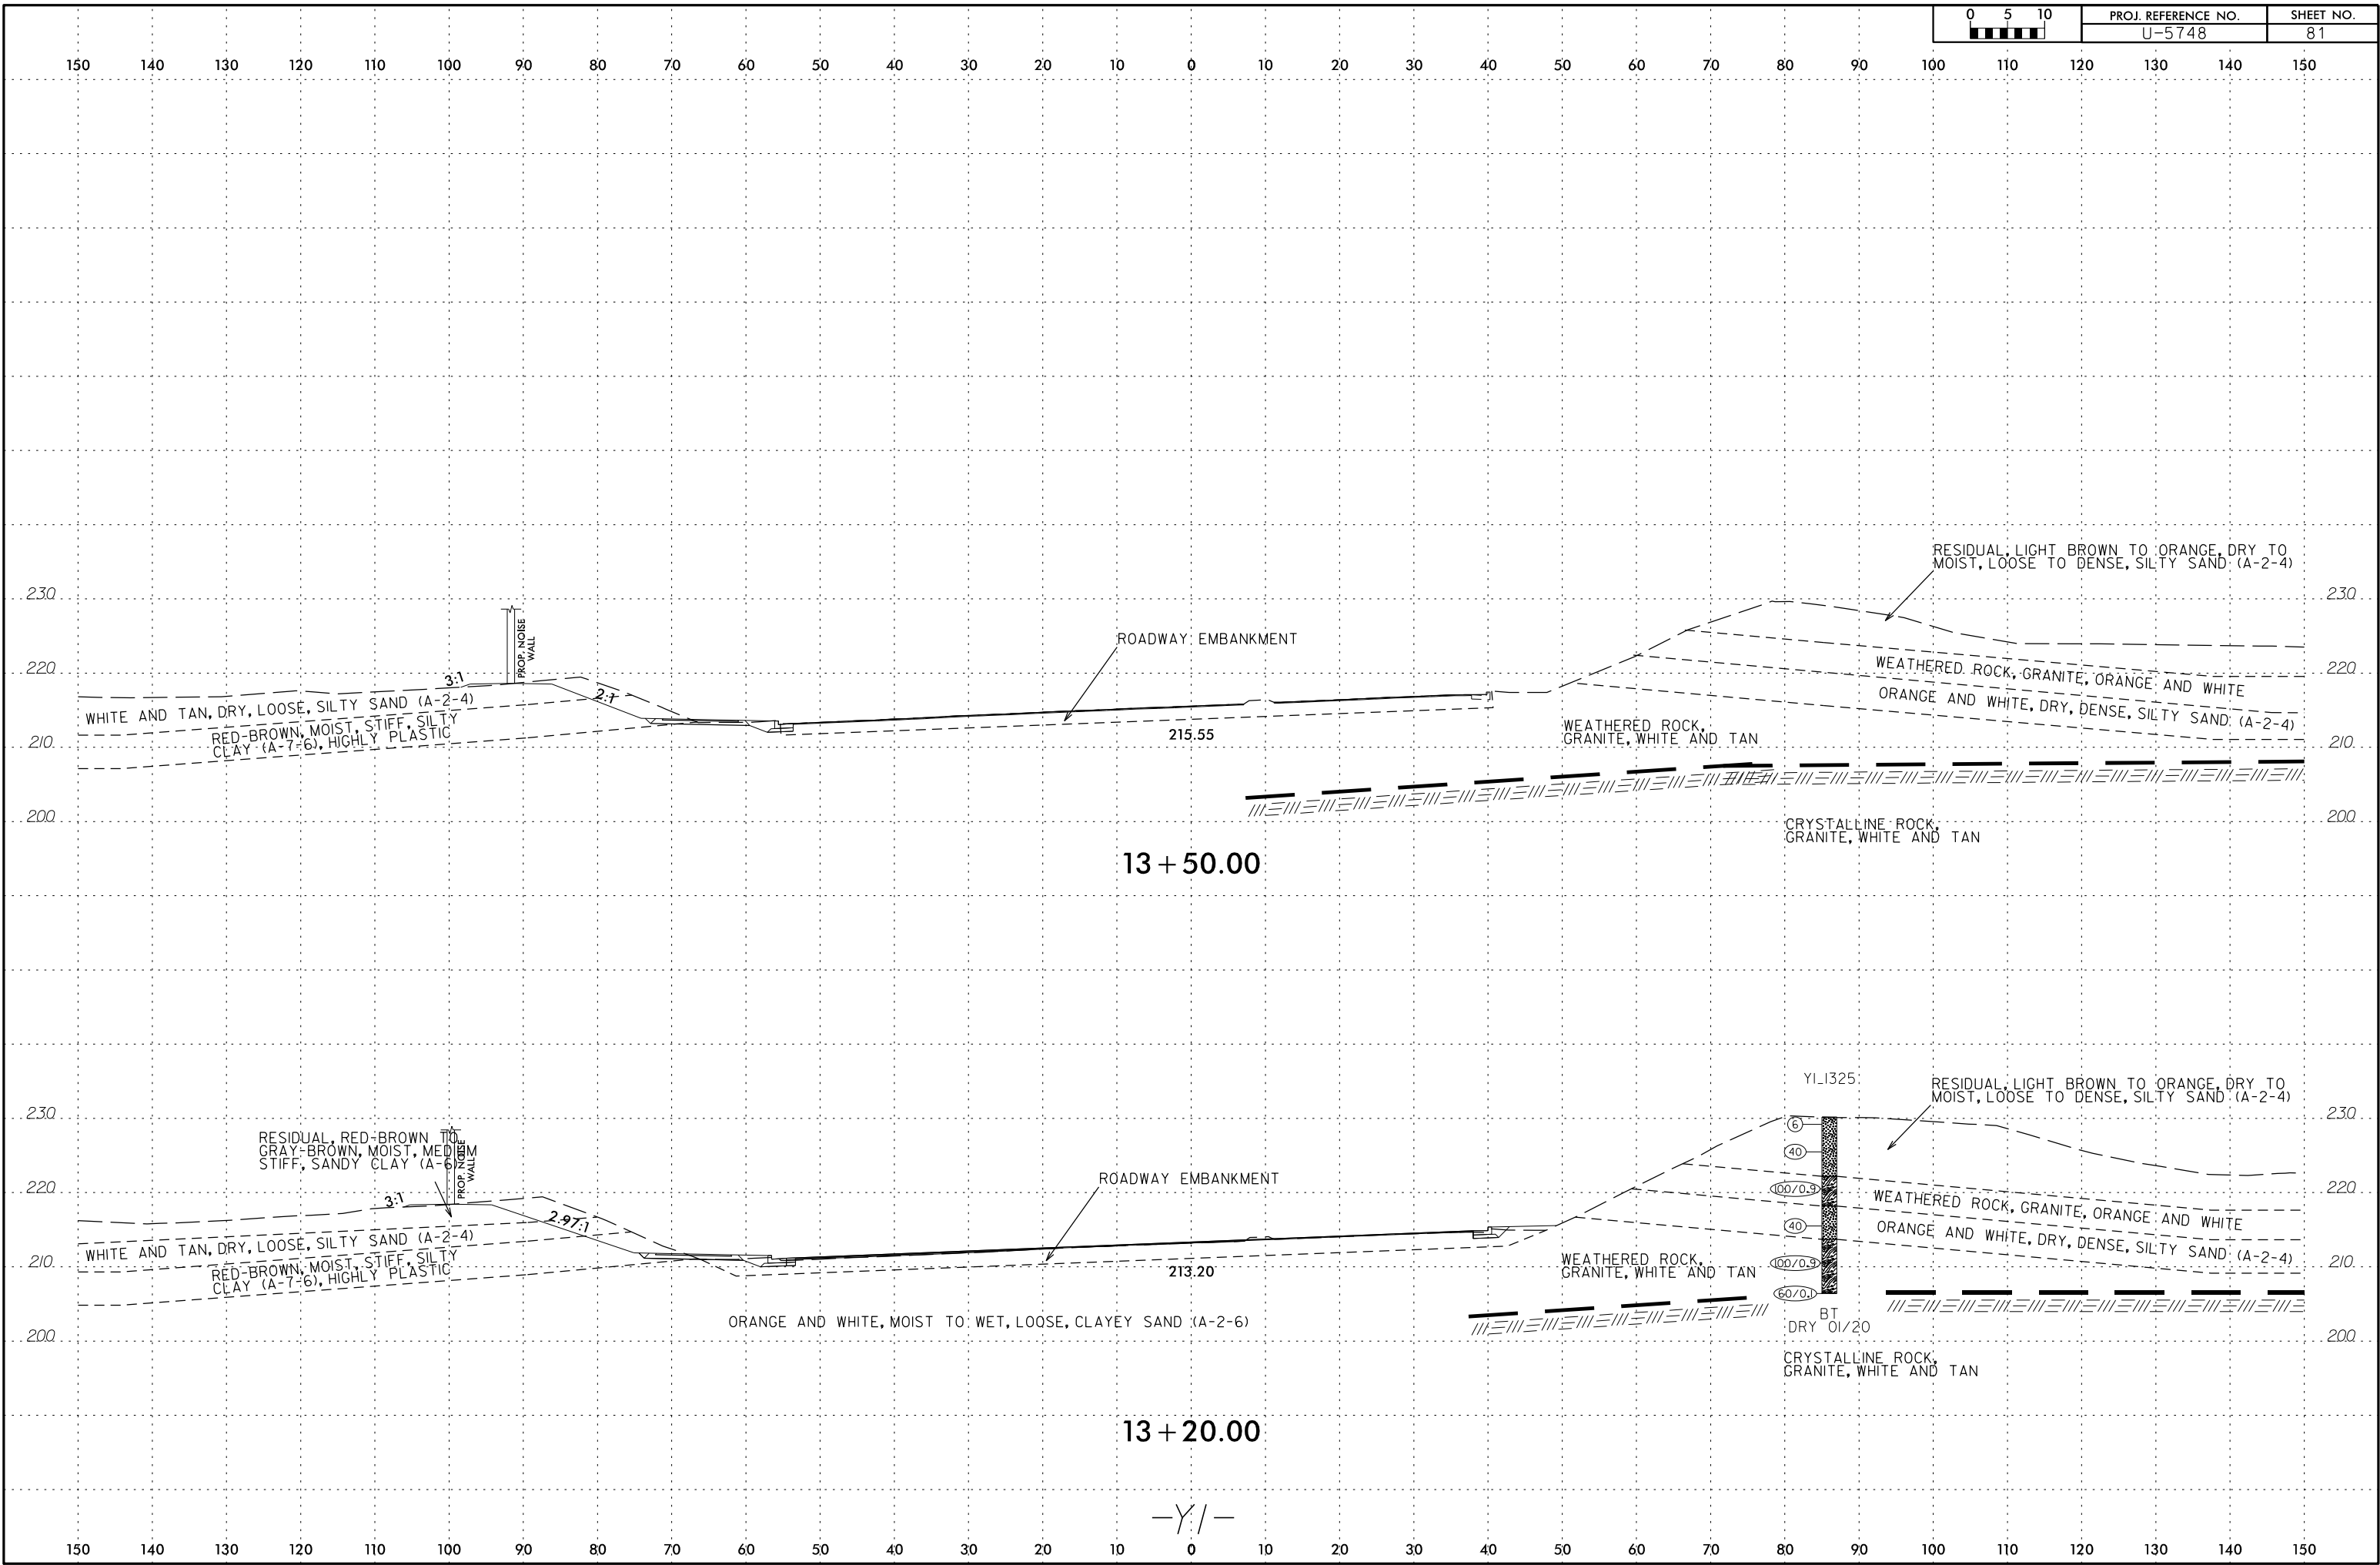 0 5 10
PROJ. REFERENCE NO.
SHEET NO.
U-5748
81
150 140 130 120 110 100 90 80 70 60 50 40 30 20 10 0 10 20 30 40 50 60 70 80 90 100 110 120 130 140 150
RESIDUAL, LIGHT BROWN TO ORANGE, DRY TO
MOIST, LOOSE TO DENSE, SILTY SAND (A-2-4)
230
230
PROP. NOISE
WALL
ROADWAY EMBANKMENT
220
220
3:1
2:1
WEATHERED ROCK, GRANITE, ORANGE AND WHITE
WHITE AND TAN, DRY, LOOSE, SILTY SAND (A-2-4)
ORANGE AND WHITE, DRY, DENSE, SILTY SAND (A-2-4)
RED-BROWN, MOIST, STIFF, SILTY
CLAY (A-7-6), HIGHLY PLASTIC
WEATHERED ROCK,
GRANITE, WHITE AND TAN
215.55
210
210
200
200
CRYSTALLINE ROCK,
GRANITE, WHITE AND TAN
13+50.00
Y1_1325
RESIDUAL, LIGHT BROWN TO ORANGE, DRY TO
MOIST, LOOSE TO DENSE, SILTY SAND (A-2-4)
230
230
6
RESIDUAL, RED-BROWN TO
GRAY-BROWN, MOIST, MEDIUM
STIFF, SANDY CLAY (A-6)
PROP. NOISE
WALL
40
ROADWAY EMBANKMENT
220
220
100/0.9
3:1
2.97:1
WEATHERED ROCK, GRANITE, ORANGE AND WHITE
40
WHITE AND TAN, DRY, LOOSE, SILTY SAND (A-2-4)
ORANGE AND WHITE, DRY, DENSE, SILTY SAND (A-2-4)
RED-BROWN, MOIST, STIFF, SILTY
CLAY (A-7-6), HIGHLY PLASTIC
WEATHERED ROCK,
GRANITE, WHITE AND TAN
100/0.9
213.20
210
210
60/0.1
ORANGE AND WHITE, MOIST TO WET, LOOSE, CLAYEY SAND (A-2-6)
BT
DRY 01/20
200
200
CRYSTALLINE ROCK,
GRANITE, WHITE AND TAN
13+20.00
-Y1-
150 140 130 120 110 100 90 80 70 60 50 40 30 20 10 0 10 20 30 40 50 60 70 80 90 100 110 120 130 140 150